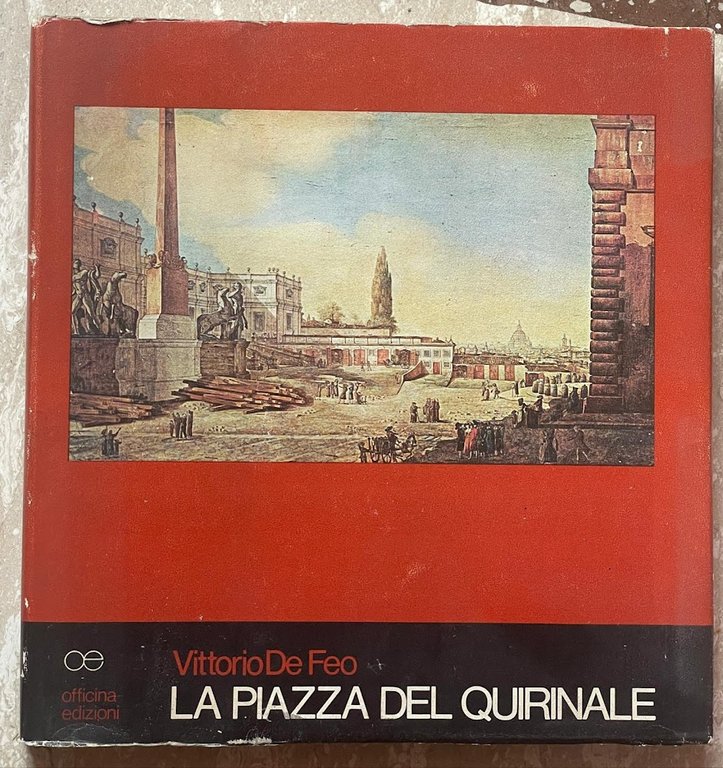 oe
Vittorio De Feo
officina
edizioni
LA PIAZZA DEL QUIRINALE